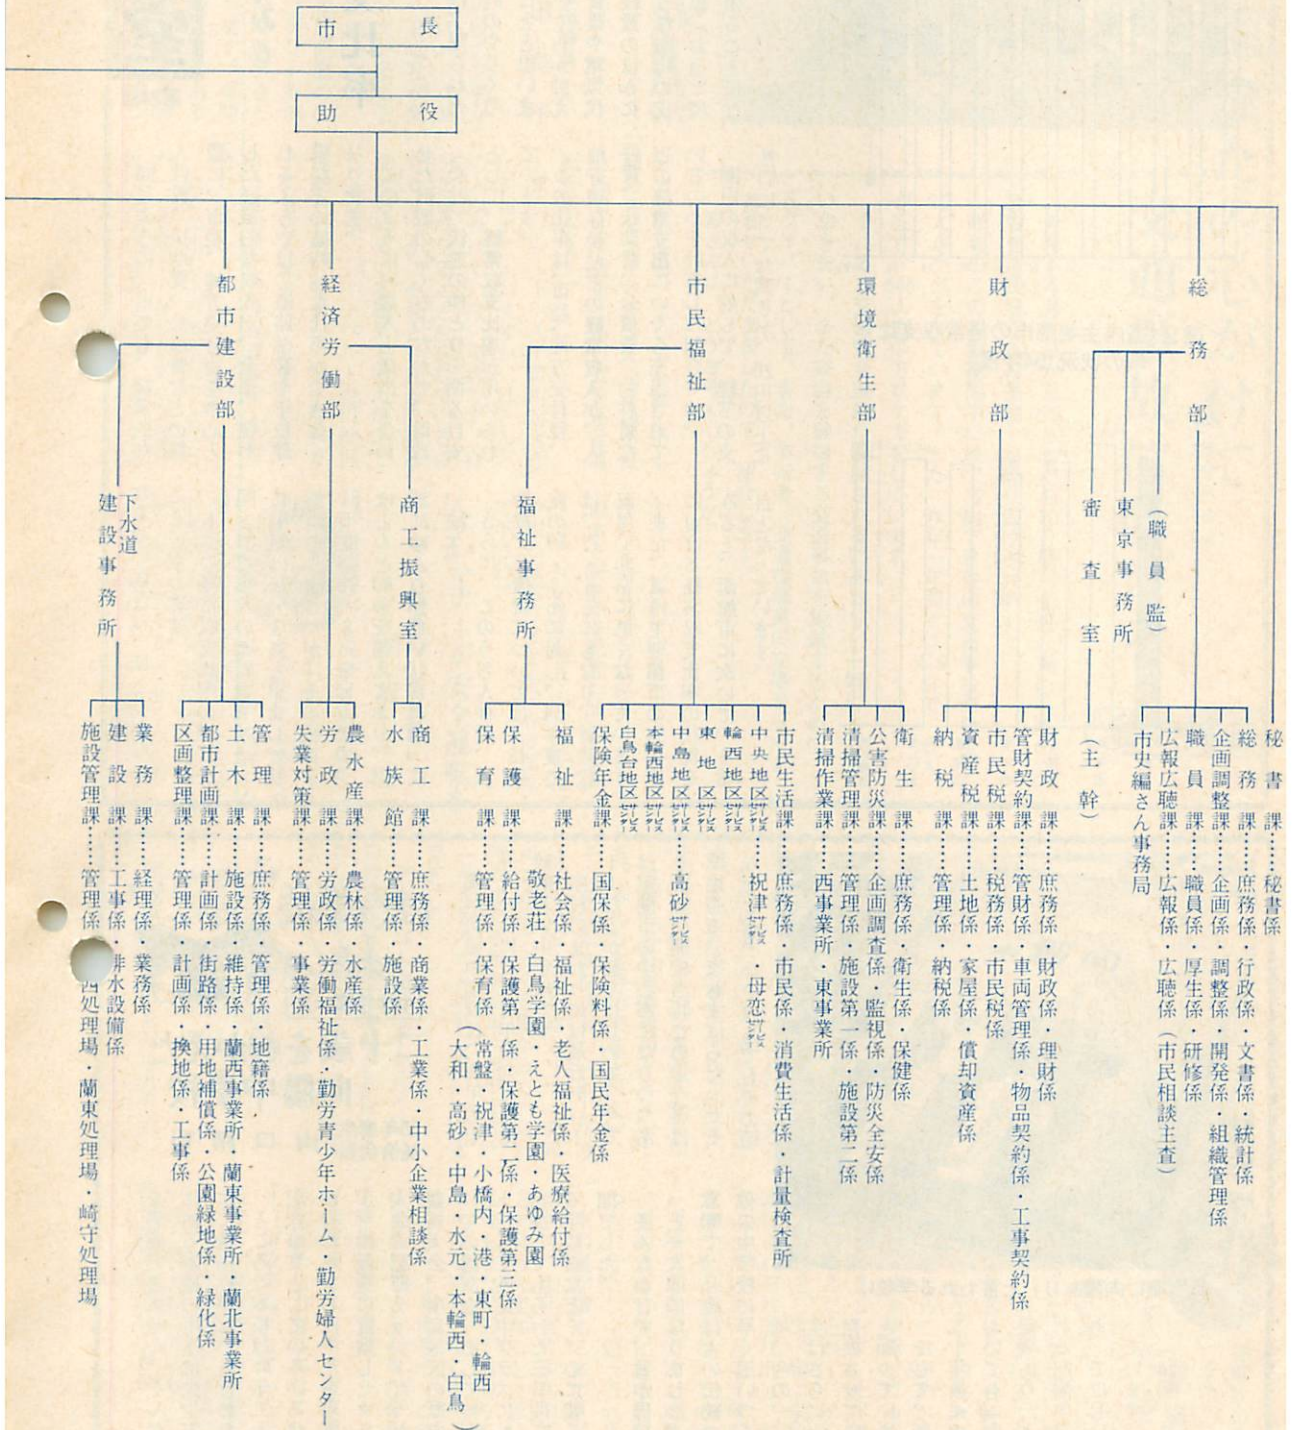 市長
助役
秘書課……秘書係
総務部
総務課……庶務係・行政係・文書係・統計係
企画調整課……企画係・調整係・開発係・組織管理係
職員課……職員係・厚生係・研修係
広報広聴課……広報係・広聴係（市民相談主査）
市史編さん事務局
（職員監）
東京事務所
審査室
（主幹）
財政部
財政課……庶務係・財政係・理財係
管財契約課……管財係・車両管理係・物品契約係・工事契約係
市民税課……税務係・市民税係
資産税課……土地係・家屋係・償却資産係
納税課……管理係・納税係
環境衛生部
衛生課……庶務係・衛生係・保健係
公害防災課……企画調査係・監視係・防災全安係
清掃管理課……管理係・施設第一係・施設第二係
清掃作業課……西事業所・東事業所
市民福祉部
市民生活課……庶務係・市民係・消費生活係・計量検査所
中央地区サービスセンター……祝津サービスセンター・母恋サービスセンター
輪西地区サービスセンター
東地区サービスセンター
中島地区サービスセンター……高砂サービスセンター
本輪西地区サービスセンター
白鳥台地区サービスセンター
保険年金課……国保係・保険料係・国民年金係
福祉事務所
福祉課……社会係・福祉係・老人福祉係・医療給付係
敬老荘・白鳥学園・えとも学園・あゆみ園
保護課……給付係・保護第一係・保護第二係・保護第三係
保育課……管理係・保育係（常盤・祝津・小橋内・港・東町・輪西
大和・高砂・中島・水元・本輪西・白鳥）
経済労働部
商工振興室
商工課……庶務係・商業係・工業係・中小企業相談係
水族館……管理係・施設係
農水産課……農林係・水産係
労政課……労政係・労働福祉係・勤労青少年ホーム・勤労婦人センター
失業対策課……管理係・事業係
都市建設部
管理課……庶務係・管理係・地籍係
土木課……施設係・維持係・蘭西事業所・蘭東事業所・蘭北事業所
都市計画課……計画係・街路係・用地補償係・公園緑地係・緑化係
区画整理課……管理係・計画係・換地係・工事係
下水道
建設事務所
業務課……経理係・業務係
建設課……工事係・排水設備係
施設管理課……管理係・西処理場・蘭東処理場・崎守処理場